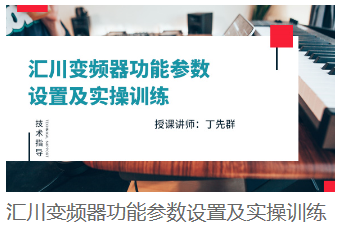 汇川变频器功能参数
设置及实操训练
授课讲师：丁先群
技术指导
汇川变频器功能参数设置及实操训练